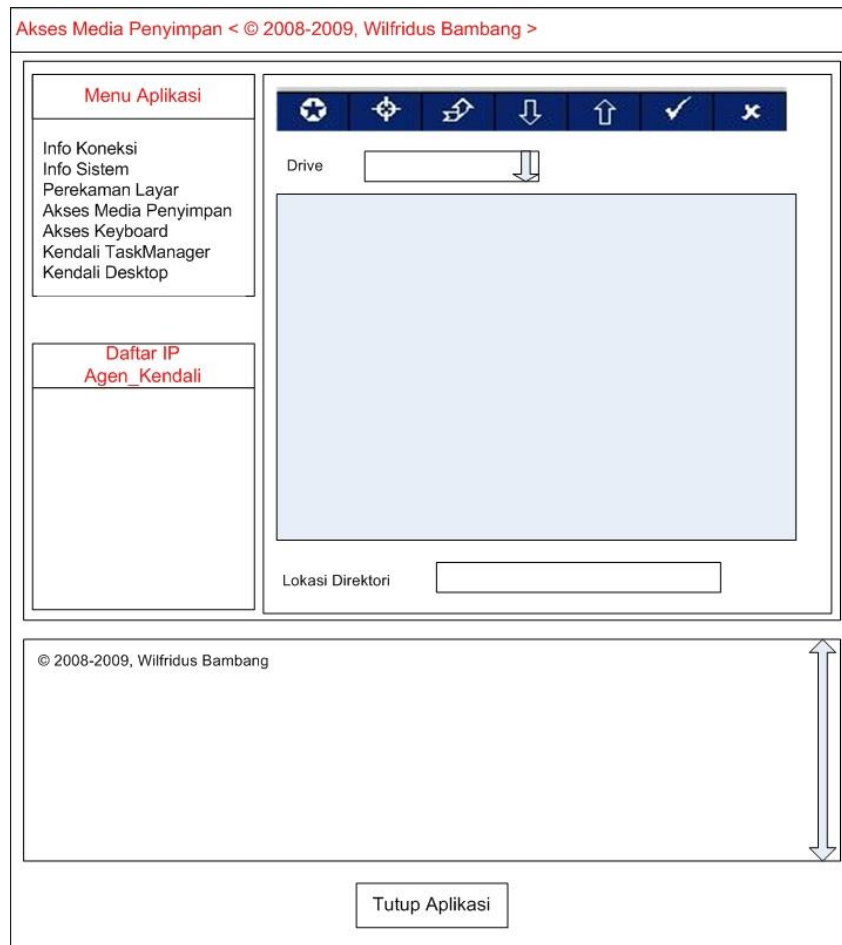 Akses Media Penyimpan < © 2008-2009, Wilfridus Bambang >
Menu Aplikasi
Info Koneksi
Info Sistem
Perekaman Layar
Akses Media Penyimpan
Akses Keyboard
Kendali TaskManager
Kendali Desktop
Daftar IP
Agen_Kendali
Drive
Lokasi Direktori
© 2008-2009, Wilfridus Bambang
Tutup Aplikasi